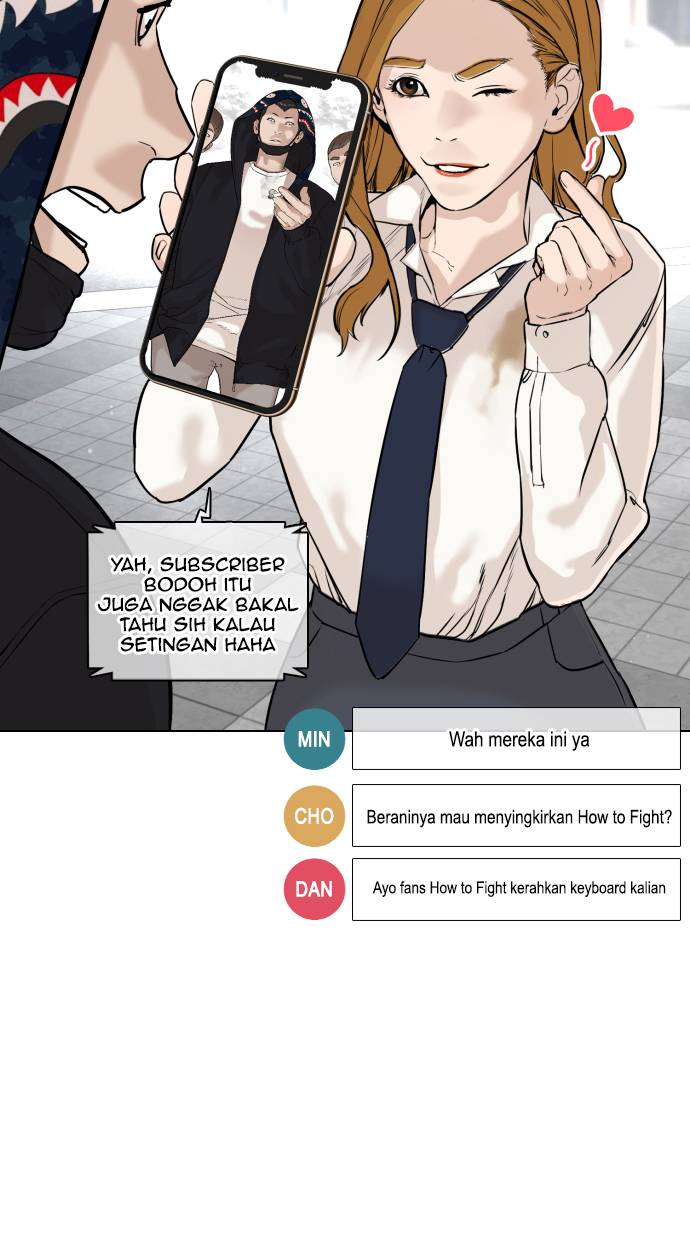 YAH, SUBSCRIBER
BODOH ITU
JUGA NGGAK BAKAL
TAHU SIH KALAU
SETINGAN HAHA
MIN
Wah mereka ini ya
CHO
Beraninya mau menyingkirkan How to Fight?
DAN
Ayo fans How to Fight kerahkan keyboard kalian